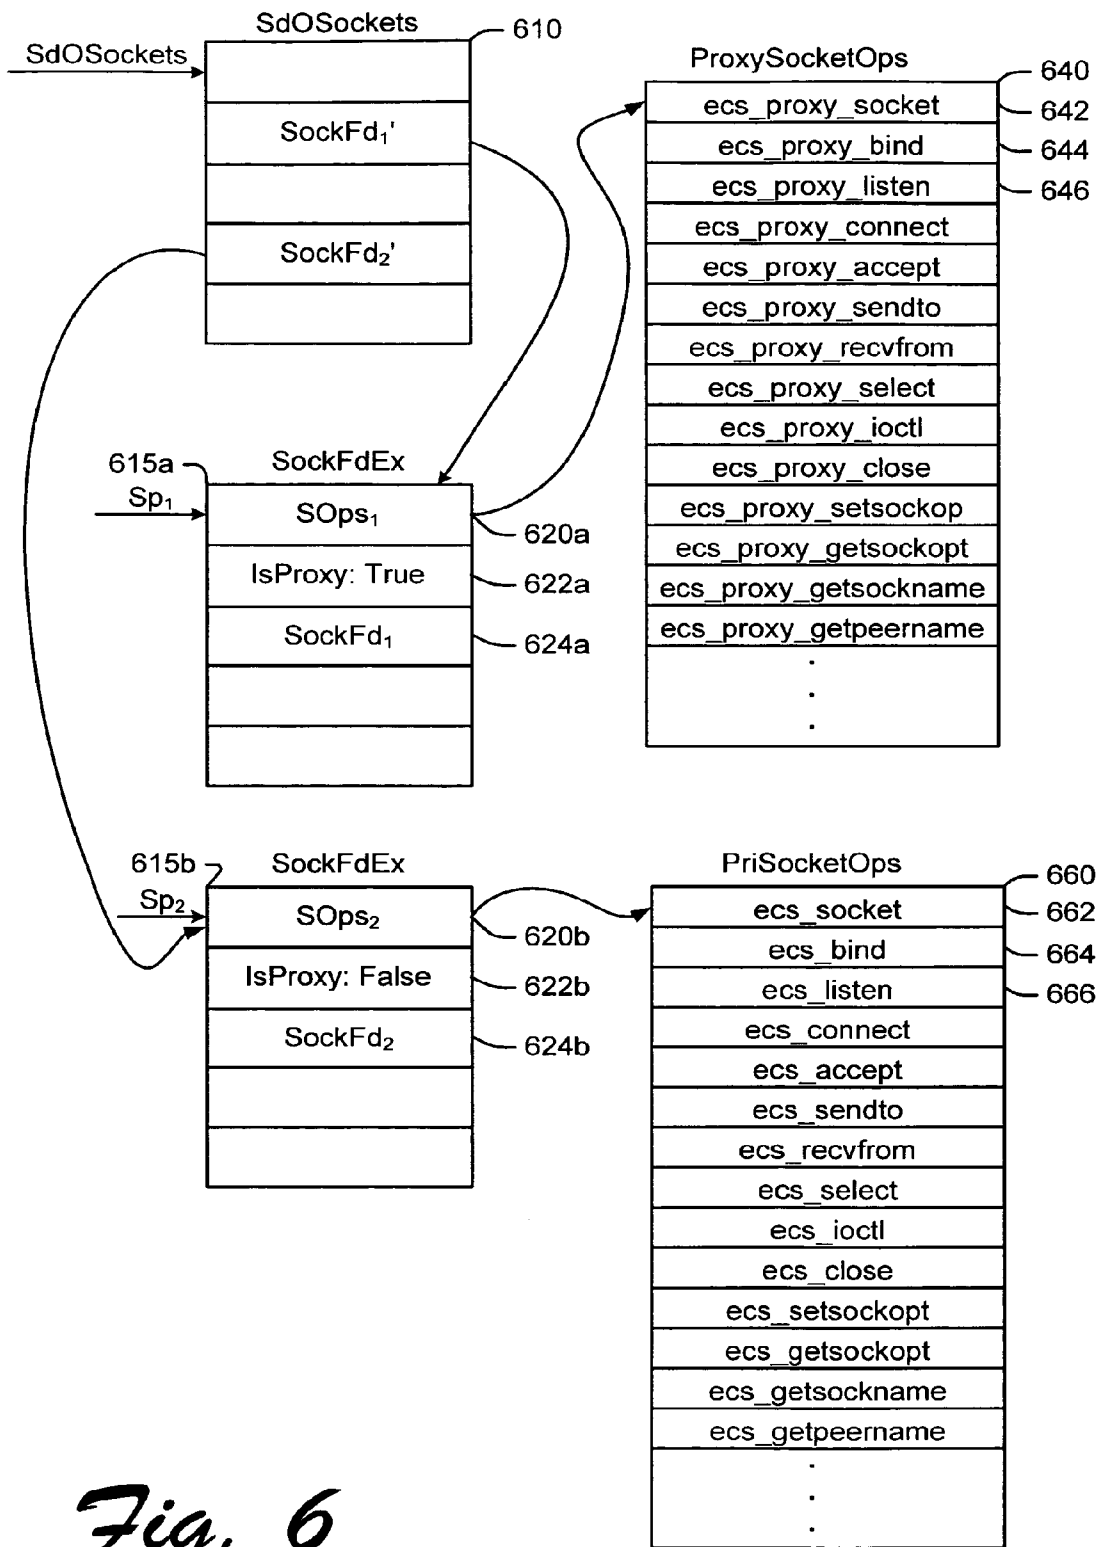 SdOSockets
610
SdOSockets
SockFd₁'
SockFd₂'
ProxySocketOps
640
ecs_proxy_socket
642
ecs_proxy_bind
644
ecs_proxy_listen
646
ecs_proxy_connect
ecs_proxy_accept
ecs_proxy_sendto
ecs_proxy_recvfrom
ecs_proxy_select
ecs_proxy_ioctl
ecs_proxy_close
ecs_proxy_setsockop
ecs_proxy_getsockopt
ecs_proxy_getsockname
ecs_proxy_getpeername
.
.
.
615a
SockFdEx
Sp₁
SOps₁
620a
IsProxy: True
622a
SockFd₁
624a
615b
SockFdEx
Sp₂
SOps₂
620b
IsProxy: False
622b
SockFd₂
624b
PriSocketOps
660
ecs_socket
662
ecs_bind
664
ecs_listen
666
ecs_connect
ecs_accept
ecs_sendto
ecs_recvfrom
ecs_select
ecs_ioctl
ecs_close
ecs_setsockopt
ecs_getsockopt
ecs_getsockname
ecs_getpeername
.
.
.
Fig. 6